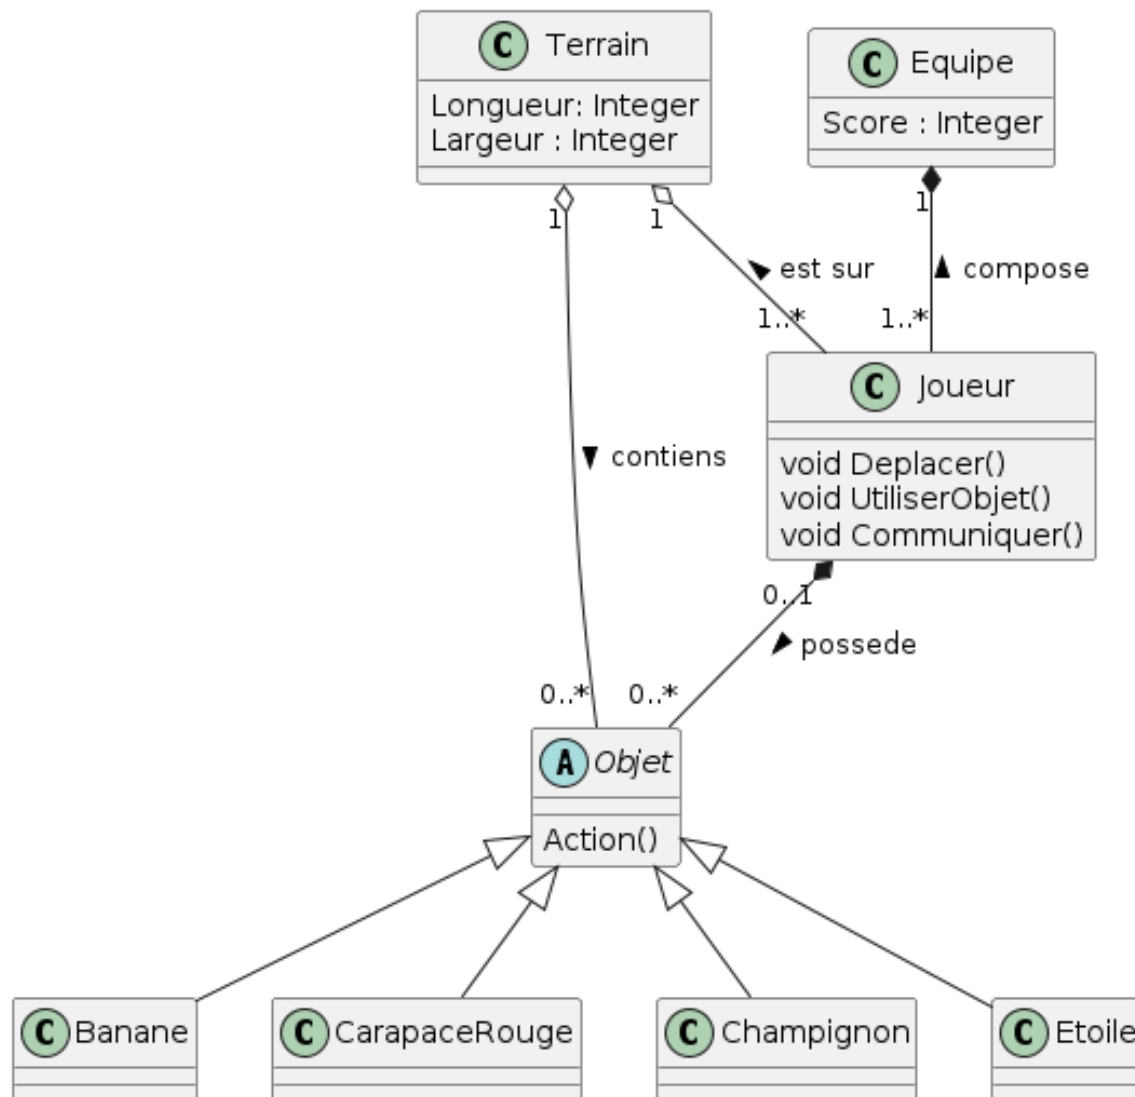 C Terrain
Longueur: Integer
Largeur : Integer
C Equipe
Score : Integer
1
1
1
est sur
compose
1..*
1..*
C Joueur
void Deplacer()
void UtiliserObjet()
void Communiquer()
contiens
0..1
possede
0..*
0..*
A Objet
Action()
C Banane
C CarapaceRouge
C Champignon
C Etoile